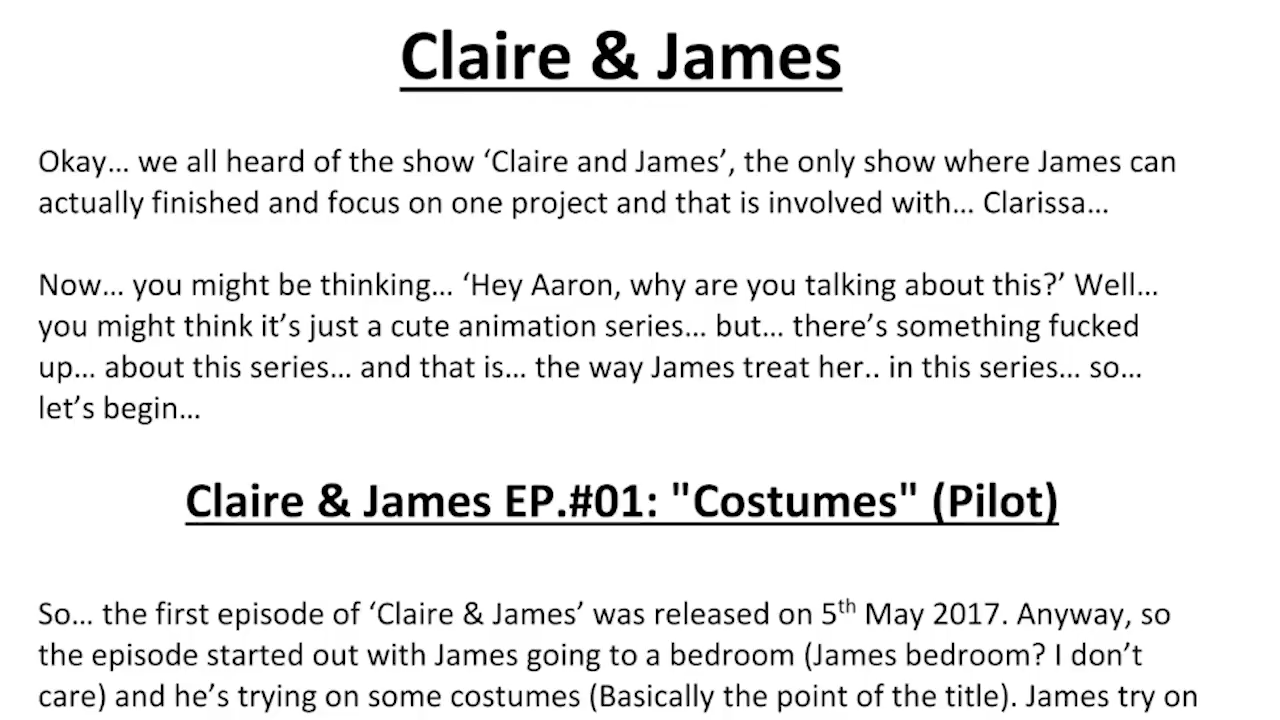 Claire & James
Okay… we all heard of the show ‘Claire and James’, the only show where James can
actually finished and focus on one project and that is involved with… Clarissa…
Now… you might be thinking… ‘Hey Aaron, why are you talking about this?’ Well…
you might think it’s just a cute animation series… but… there’s something fucked
up… about this series… and that is… the way James treat her.. in this series… so…
let’s begin…
Claire & James EP.#01: "Costumes" (Pilot)
So… the first episode of ‘Claire & James’ was released on 5th May 2017. Anyway, so
the episode started out with James going to a bedroom (James bedroom? I don’t
care) and he’s trying on some costumes (Basically the point of the title). James try on